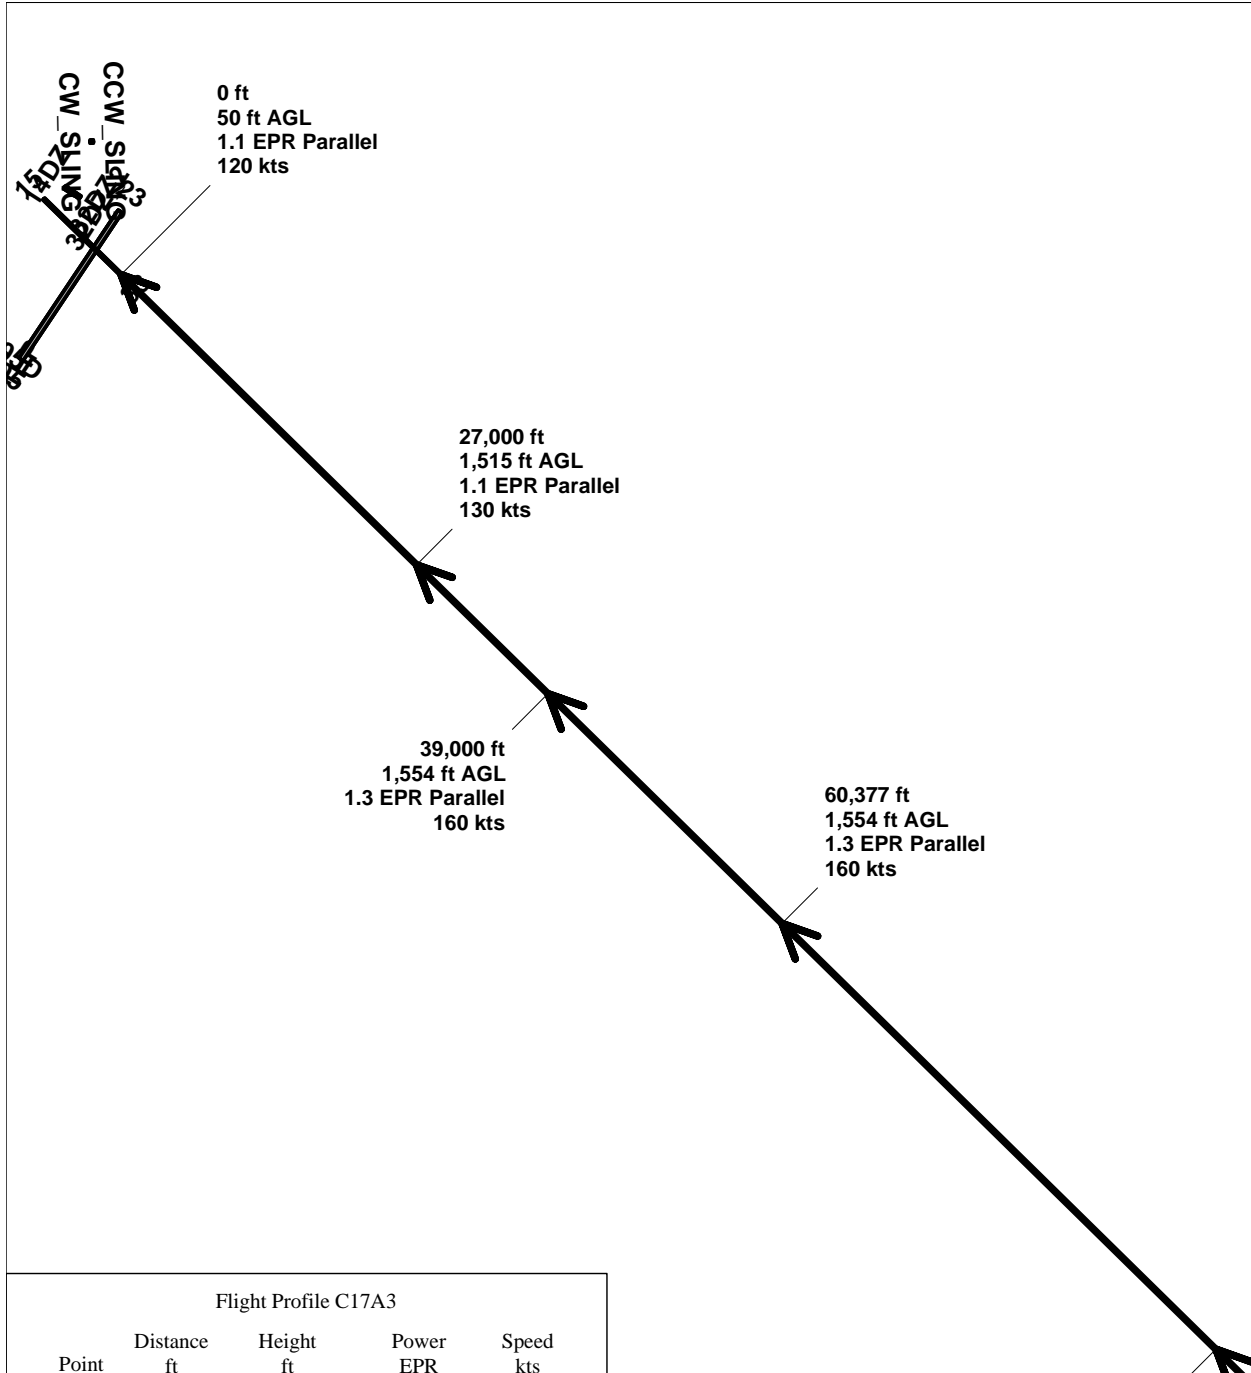 CCW_SLING
CW_SLING
15
14DZ
23
0 ft
50 ft AGL
1.1 EPR Parallel
120 kts
27,000 ft
1,515 ft AGL
1.1 EPR Parallel
130 kts
39,000 ft
1,554 ft AGL
1.3 EPR Parallel
160 kts
60,377 ft
1,554 ft AGL
1.3 EPR Parallel
160 kts
Flight Profile C17A3
Distance Height Power Speed
Point ft ft EPR kts